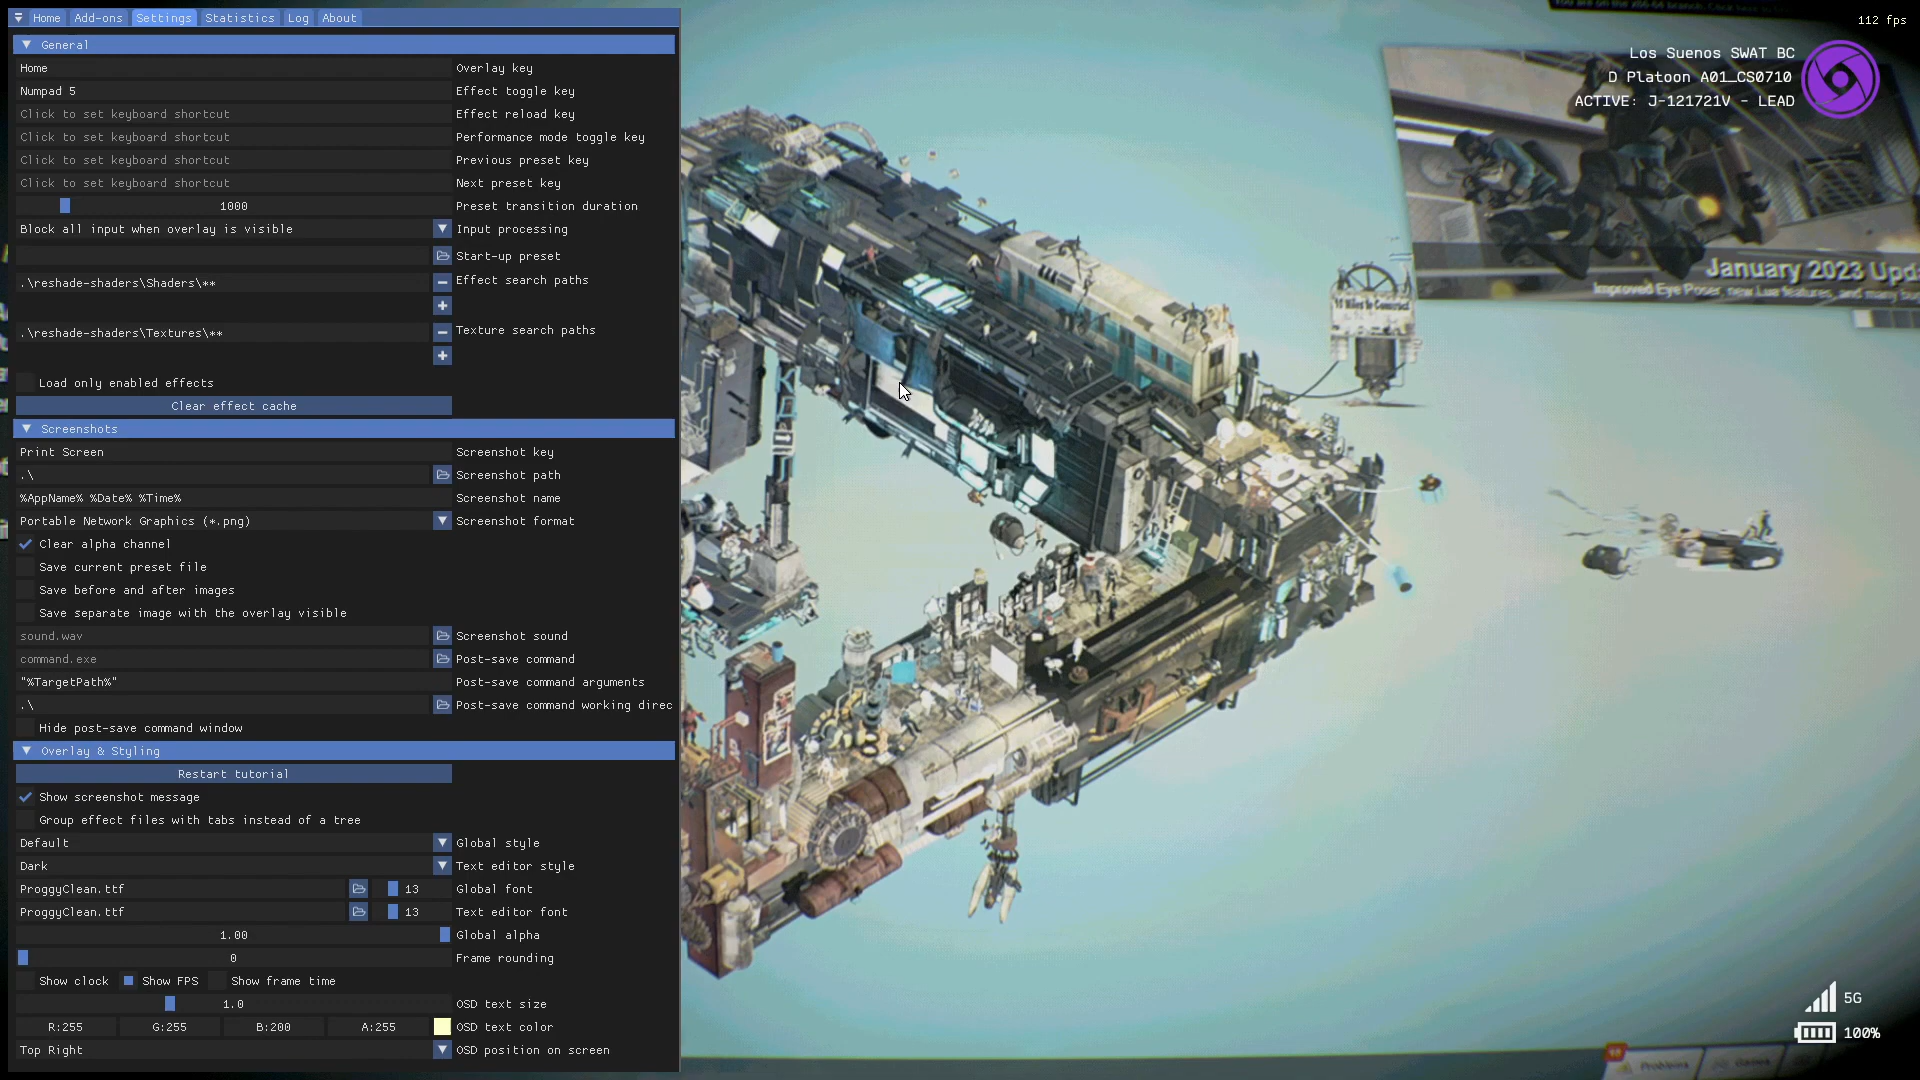 Home Add-ons Settings Statistics Log About
General
Home Overlay key
Numpad 5 Effect toggle key
Click to set keyboard shortcut Effect reload key
Click to set keyboard shortcut Performance mode toggle key
Click to set keyboard shortcut Previous preset key
Click to set keyboard shortcut Next preset key
1000 Preset transition duration
Block all input when overlay is visible Input processing
Start-up preset
.\reshade-shaders\Shaders\** Effect search paths
.\reshade-shaders\Textures\** Texture search paths
Load only enabled effects
Clear effect cache
Screenshots
Print Screen Screenshot key
.\ Screenshot path
%AppName% %Date% %Time% Screenshot name
Portable Network Graphics (*.png) Screenshot format
Clear alpha channel
Save current preset file
Save before and after images
Save separate image with the overlay visible
sound.wav Screenshot sound
command.exe Post-save command
"%TargetPath%" Post-save command arguments
.\ Post-save command working direc
Hide post-save command window
Overlay & Styling
Restart tutorial
Show screenshot message
Group effect files with tabs instead of a tree
Default Global style
Dark Text editor style
ProggyClean.ttf 13 Global font
ProggyClean.ttf 13 Text editor font
1.00 Global alpha
0 Frame rounding
Show clock Show FPS Show frame time
1.0 OSD text size
R:255 G:255 B:200 A:255 OSD text color
Top Right OSD position on screen
112 fps
Los Suenos SWAT BC
D Platoon A01_CS0710
ACTIVE: J-121721V - LEAD
January 2023 Upd
Improved Eye Poser, new Lua features, and many bu
5G
100%
Problems
Games